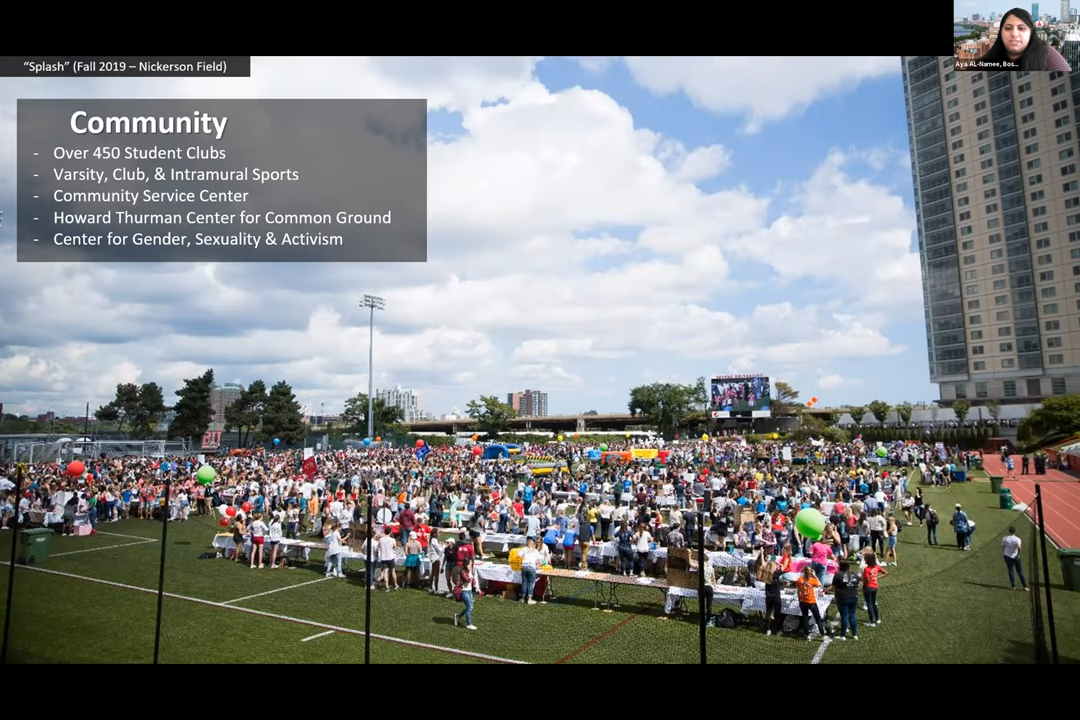 Aya AL-Namee, Bos...
“Splash” (Fall 2019 – Nickerson Field)
Community
- Over 450 Student Clubs
- Varsity, Club, & Intramural Sports
- Community Service Center
- Howard Thurman Center for Common Ground
- Center for Gender, Sexuality & Activism